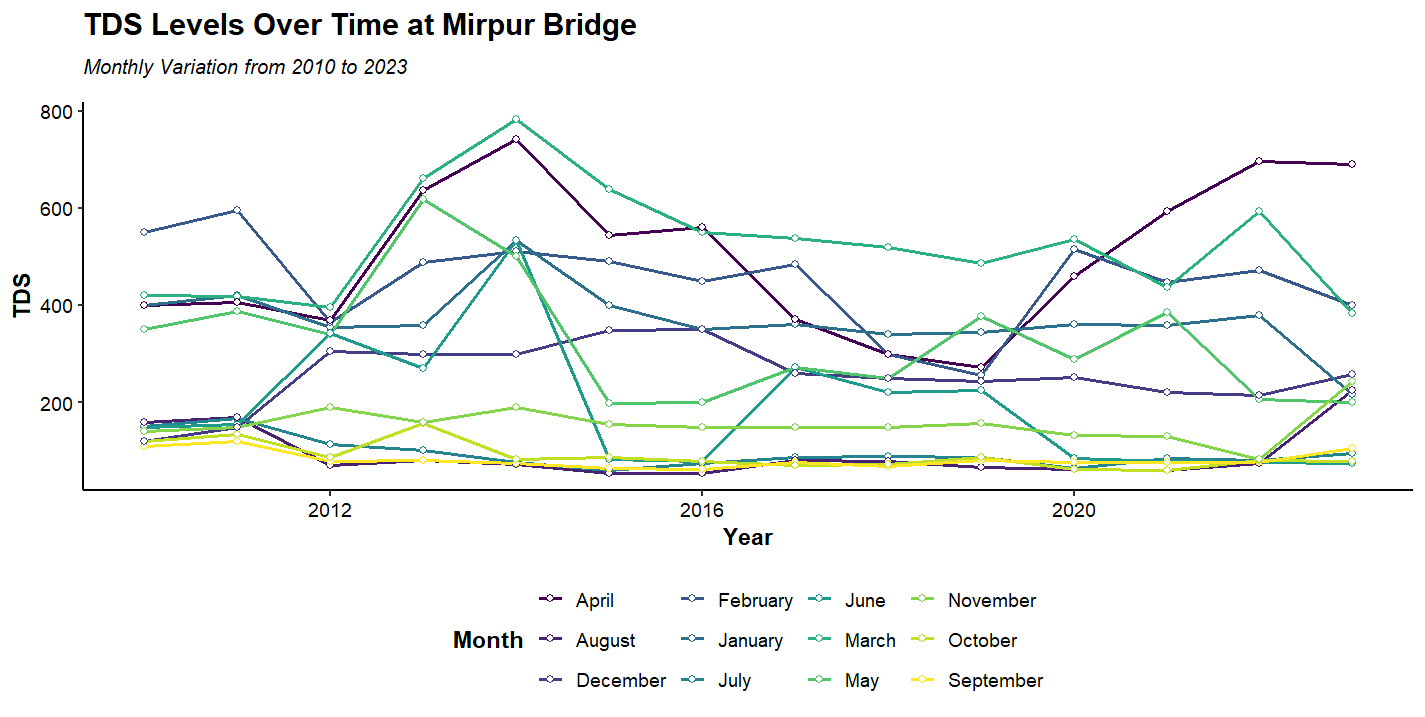 TDS Levels Over Time at Mirpur Bridge
Monthly Variation from 2010 to 2023
800
600
400
200
TDS
2012 2016 2020
Year
Month
April February June November
August January March October
December July May September